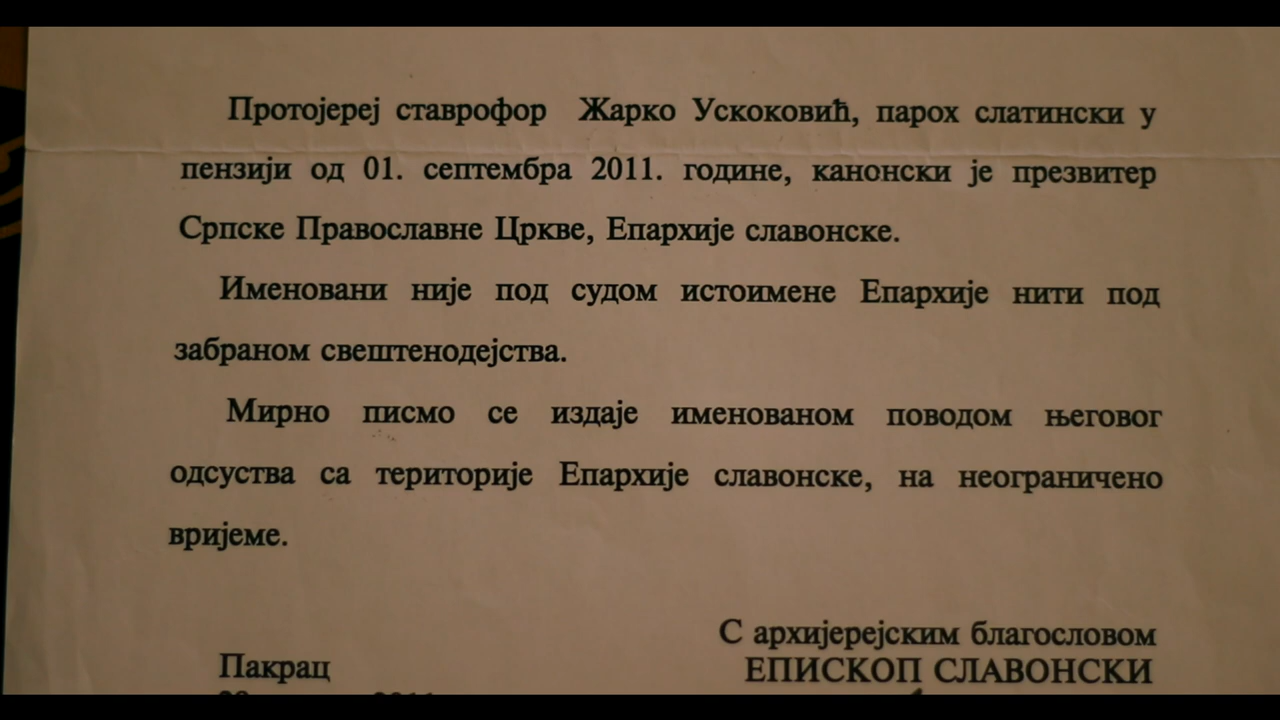 Протојереј ставрофор Жарко Ускоковић, парох слатински у
пензији од 01. септембра 2011. године, канонски је презвитер
Српске Православне Цркве, Епархије славонске.
Именовани није под судом истоимене Епархије нити под
забраном свештенодејства.
Мирно писмо се издаје именованом поводом његовог
одсуства са територије Епархије славонске, на неограничено
вријеме.
С архијерејским благословом
Пакрац
ЕПИСКОП СЛАВОНСКИ